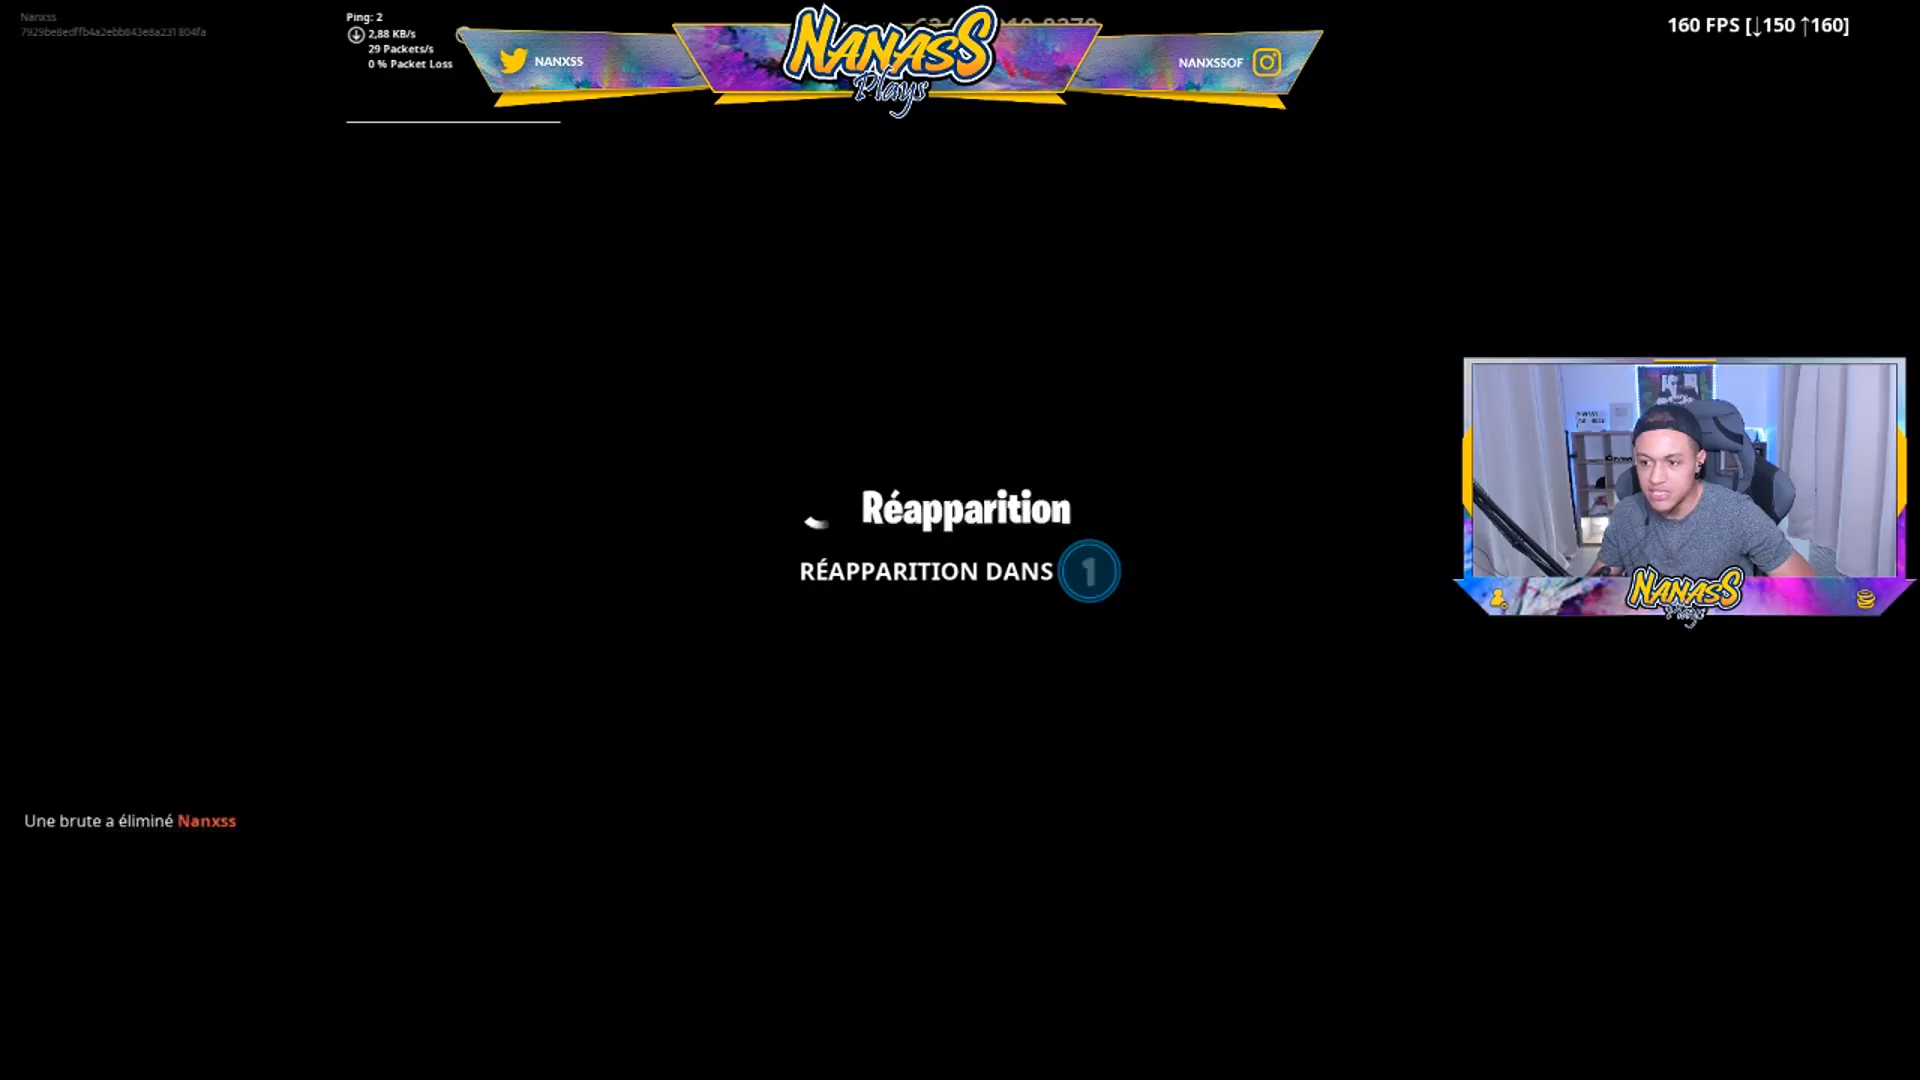 Nanxss
7929be8edffb4a2ebb843e8a231804fa
Ping: 2
2,88 KB/s
29 Packets/s
0 % Packet Loss
NANXSS
NANASS
Plays
NANXSSOF
160 FPS [↓150 ↑160]
Réapparition
RÉAPPARITION DANS 1
NANASS
Plays
Une brute a éliminé Nanxss